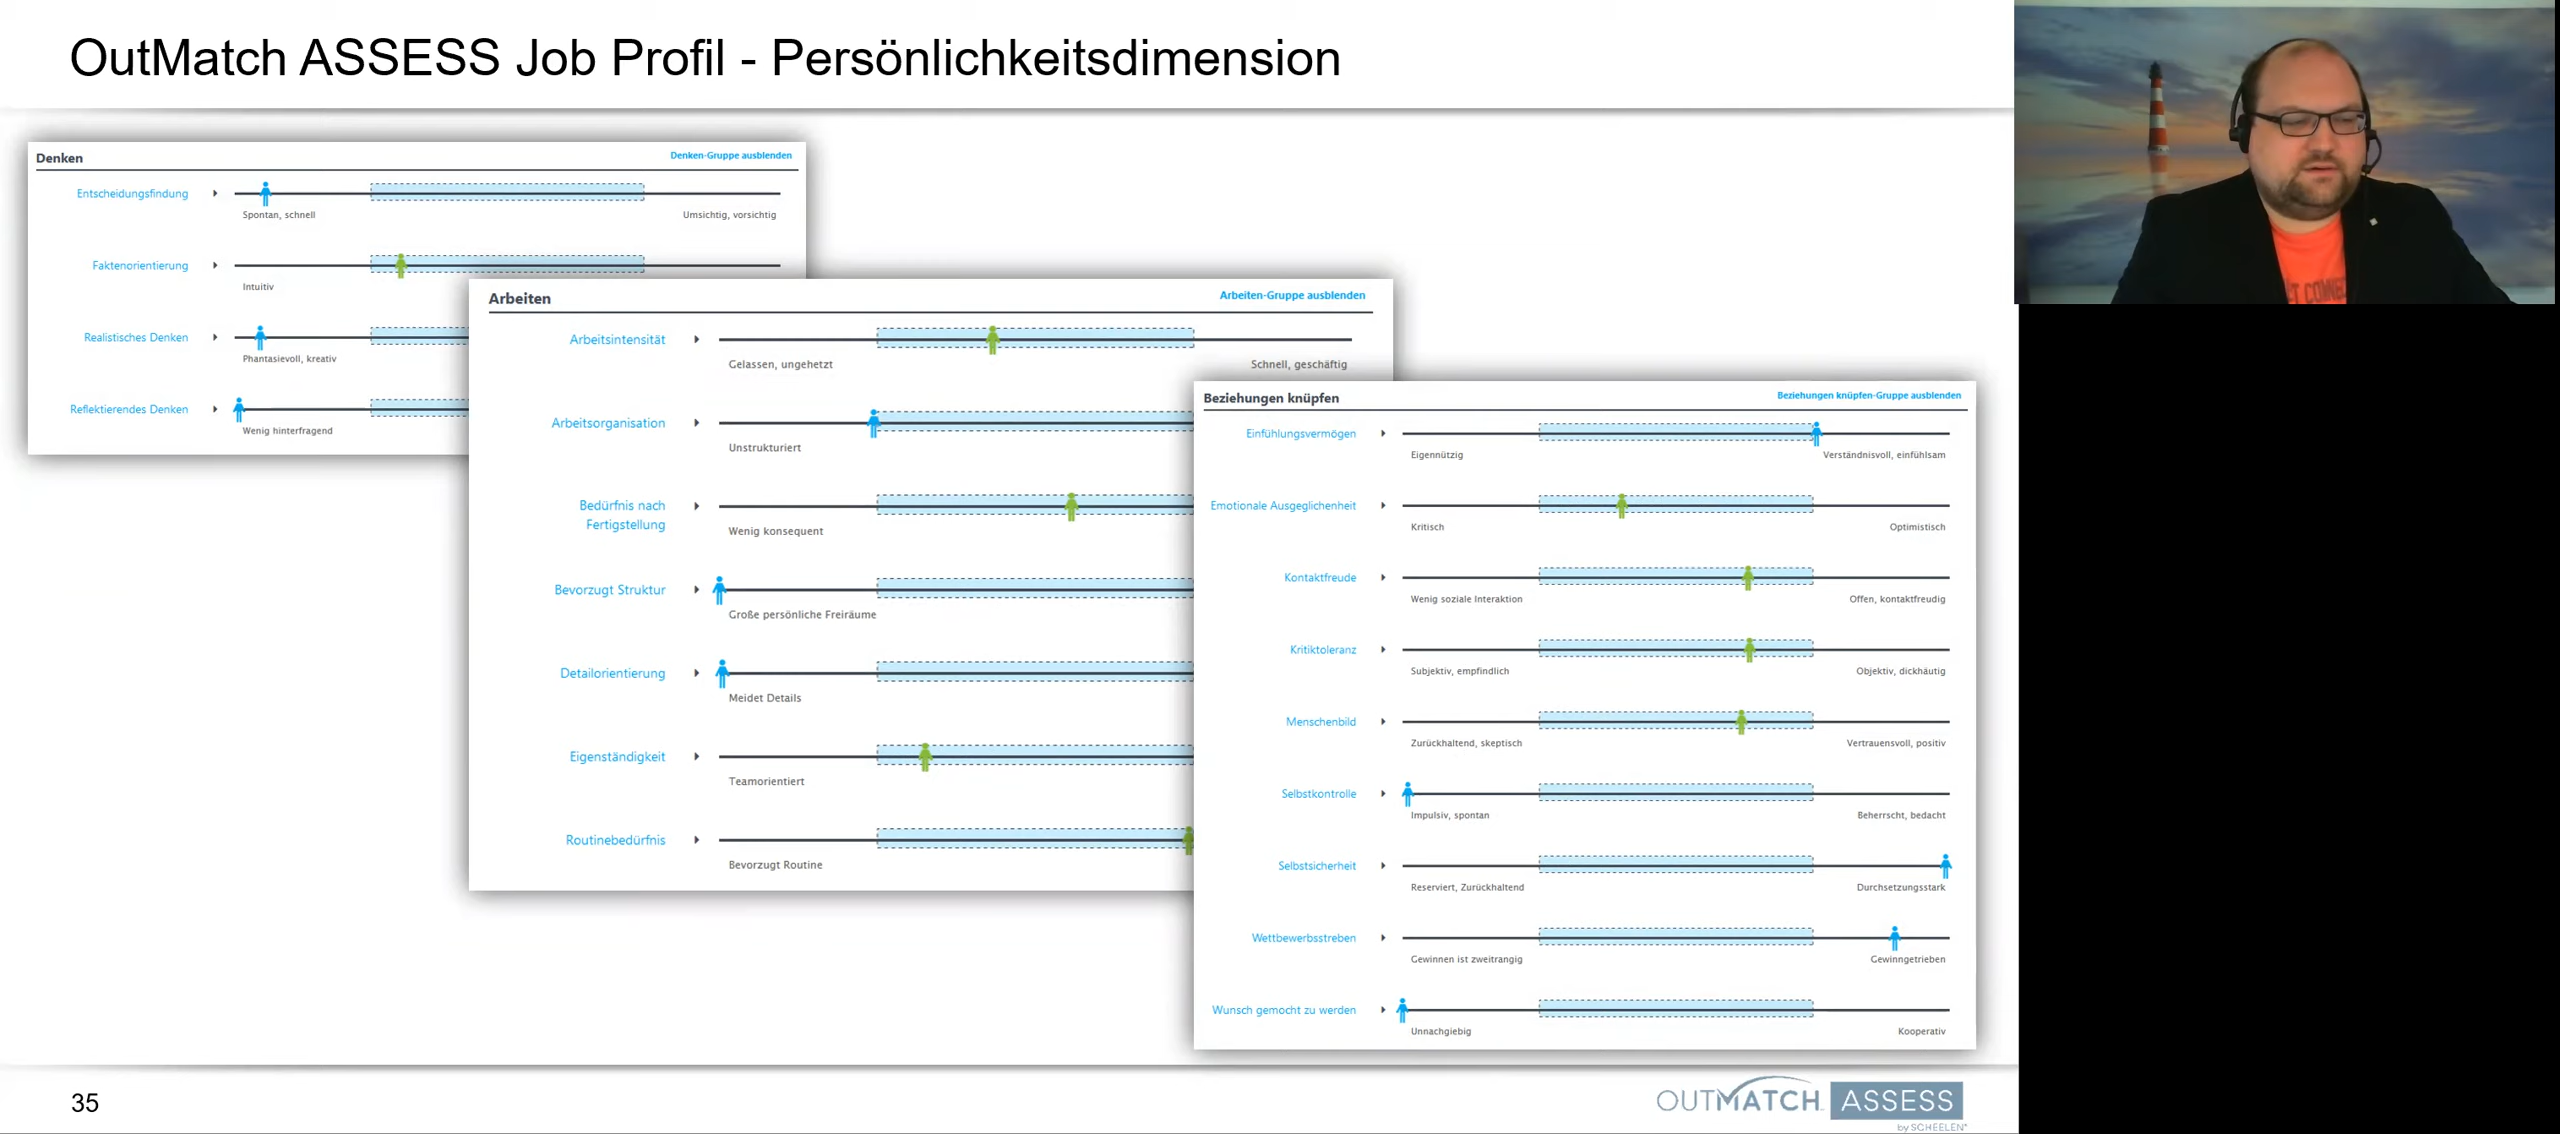 OutMatch ASSESS Job Profil - Persönlichkeitsdimension
Denken
Denken-Gruppe ausblenden
Entscheidungsfindung
Spontan, schnell
Umsichtig, vorsichtig
Faktenorientierung
Intuitiv
Realistisches Denken
Phantasievoll, kreativ
Reflektierendes Denken
Wenig hinterfragend
Arbeiten
Arbeiten-Gruppe ausblenden
Arbeitsintensität
Gelassen, ungehetzt
Schnell, geschäftig
Arbeitsorganisation
Unstrukturiert
Bedürfnis nach
Fertigstellung
Wenig konsequent
Bevorzugt Struktur
Große persönliche Freiräume
Detailorientierung
Meidet Details
Eigenständigkeit
Teamorientiert
Routinebedürfnis
Bevorzugt Routine
Beziehungen knüpfen
Beziehungen knüpfen-Gruppe ausblenden
Einfühlungsvermögen
Eigennützig
Verständnisvoll, einfühlsam
Emotionale Ausgeglichenheit
Kritisch
Optimistisch
Kontaktfreude
Wenig soziale Interaktion
Offen, kontaktfreudig
Kritiktoleranz
Subjektiv, empfindlich
Objektiv, dickhäutig
Menschenbild
Zurückhaltend, skeptisch
Vertrauensvoll, positiv
Selbstkontrolle
Impulsiv, spontan
Beherrscht, bedacht
Selbstsicherheit
Reserviert, Zurückhaltend
Durchsetzungsstark
Wettbewerbsstreben
Gewinnen ist zweitrangig
Gewinngetrieben
Wunsch gemocht zu werden
Unnachgiebig
Kooperativ
35
OUTMATCH ASSESS
by SCHEELEN®